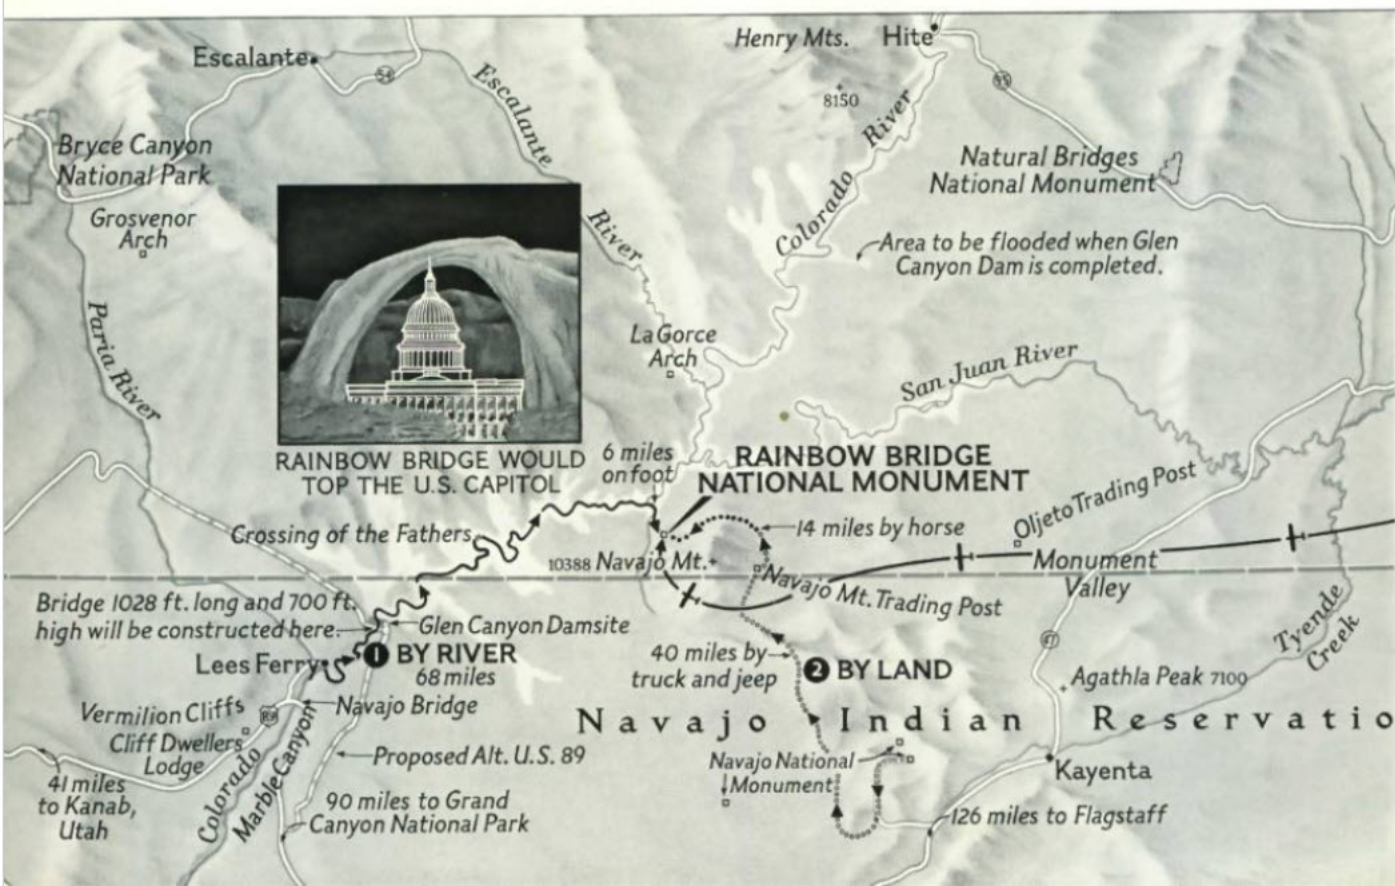 Henry Mts.
Hite
Escalante
54
95
8150
Escalante
River
Colorado
River
Bryce Canyon
National Park
Natural Bridges
National Monument
Grosvenor
Arch
Area to be flooded when Glen
Canyon Dam is completed.
Paria River
La Gorce
Arch
San Juan River
RAINBOW BRIDGE WOULD
TOP THE U.S. CAPITOL
6 miles
on foot
RAINBOW BRIDGE
NATIONAL MONUMENT
Crossing of the Fathers
14 miles by horse
Oljeto Trading Post
10388 Navajo Mt.
Monument
Valley
Navajo Mt. Trading Post
Bridge 1028 ft. long and 700 ft.
high will be constructed here
Glen Canyon Damsite
Tyende
Creek
Lees Ferry
1 BY RIVER
68 miles
40 miles by
truck and jeep
2 BY LAND
47
Agathla Peak 7100
Navajo Bridge
Vermilion Cliffs
89
Navajo Indian Reservatio
Cliff Dwellers
Lodge
Colorado
Marble Canyon
Proposed Alt. U.S. 89
Navajo National
Monument
Kayenta
41 miles
to Kanab,
Utah
90 miles to Grand
Canyon National Park
126 miles to Flagstaff